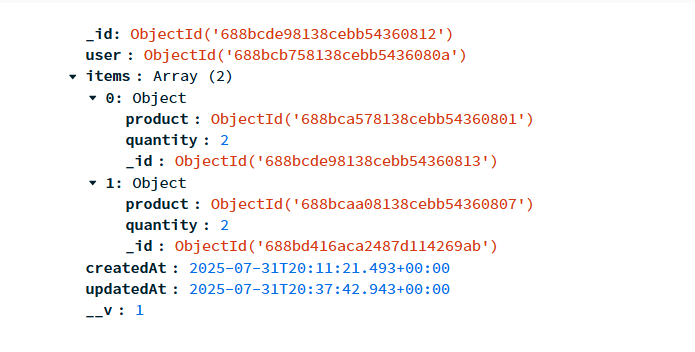 _id: ObjectId('688bcde98138cebb54360812')
user : ObjectId('688bcb758138cebb5436080a')
items : Array (2)
0: Object
product : ObjectId('688bca578138cebb54360801')
quantity : 2
_id : ObjectId('688bcde98138cebb54360813')
1: Object
product : ObjectId('688bcaa08138cebb54360807')
quantity : 2
_id : ObjectId('688bd416aca2487d114269ab')
createdAt : 2025-07-31T20:11:21.493+00:00
updatedAt : 2025-07-31T20:37:42.943+00:00
__v : 1